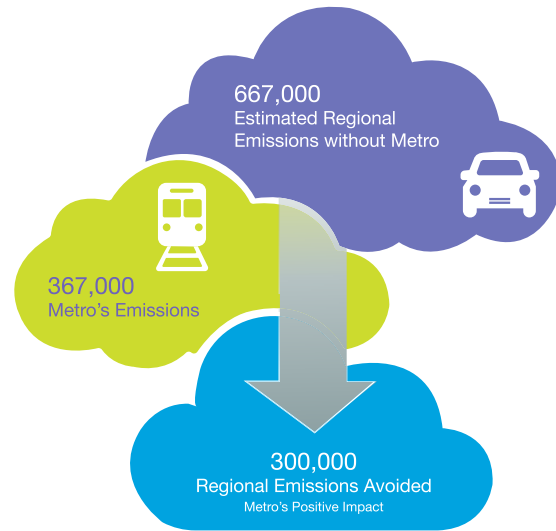 667,000
Estimated Regional
Emissions without Metro
367,000
Metro's Emissions
300,000
Regional Emissions Avoided
Metro's Positive Impact